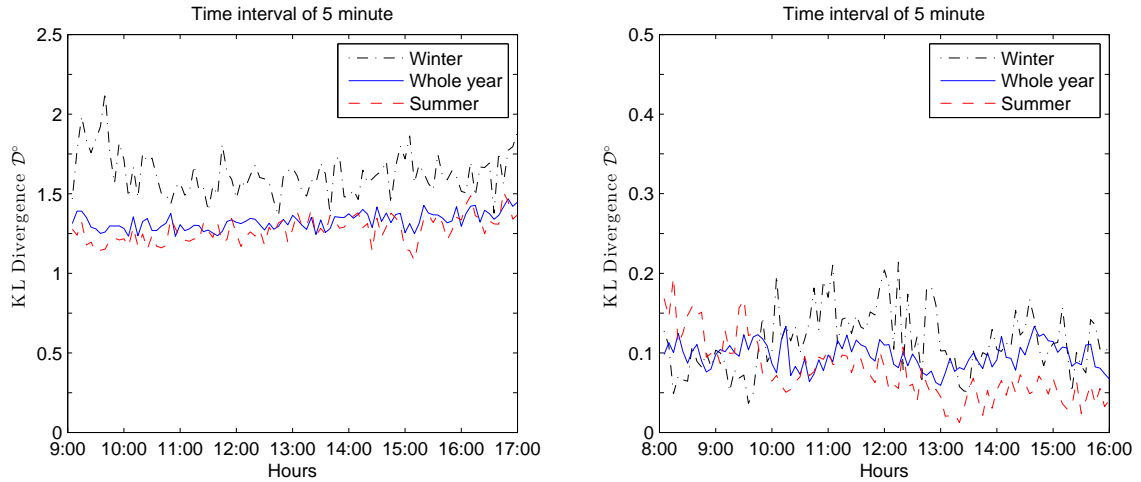 Time interval of 5 minute
2.5
2
1.5
1
0.5
0
KL Divergence 𝒟°
Winter
Whole year
Summer
9:00 10:00 11:00 12:00 13:00 14:00 15:00 16:00 17:00
Hours
Time interval of 5 minute
0.5
0.4
0.3
0.2
0.1
0
KL Divergence 𝒟°
Winter
Whole year
Summer
8:00 9:00 10:00 11:00 12:00 13:00 14:00 15:00 16:00
Hours